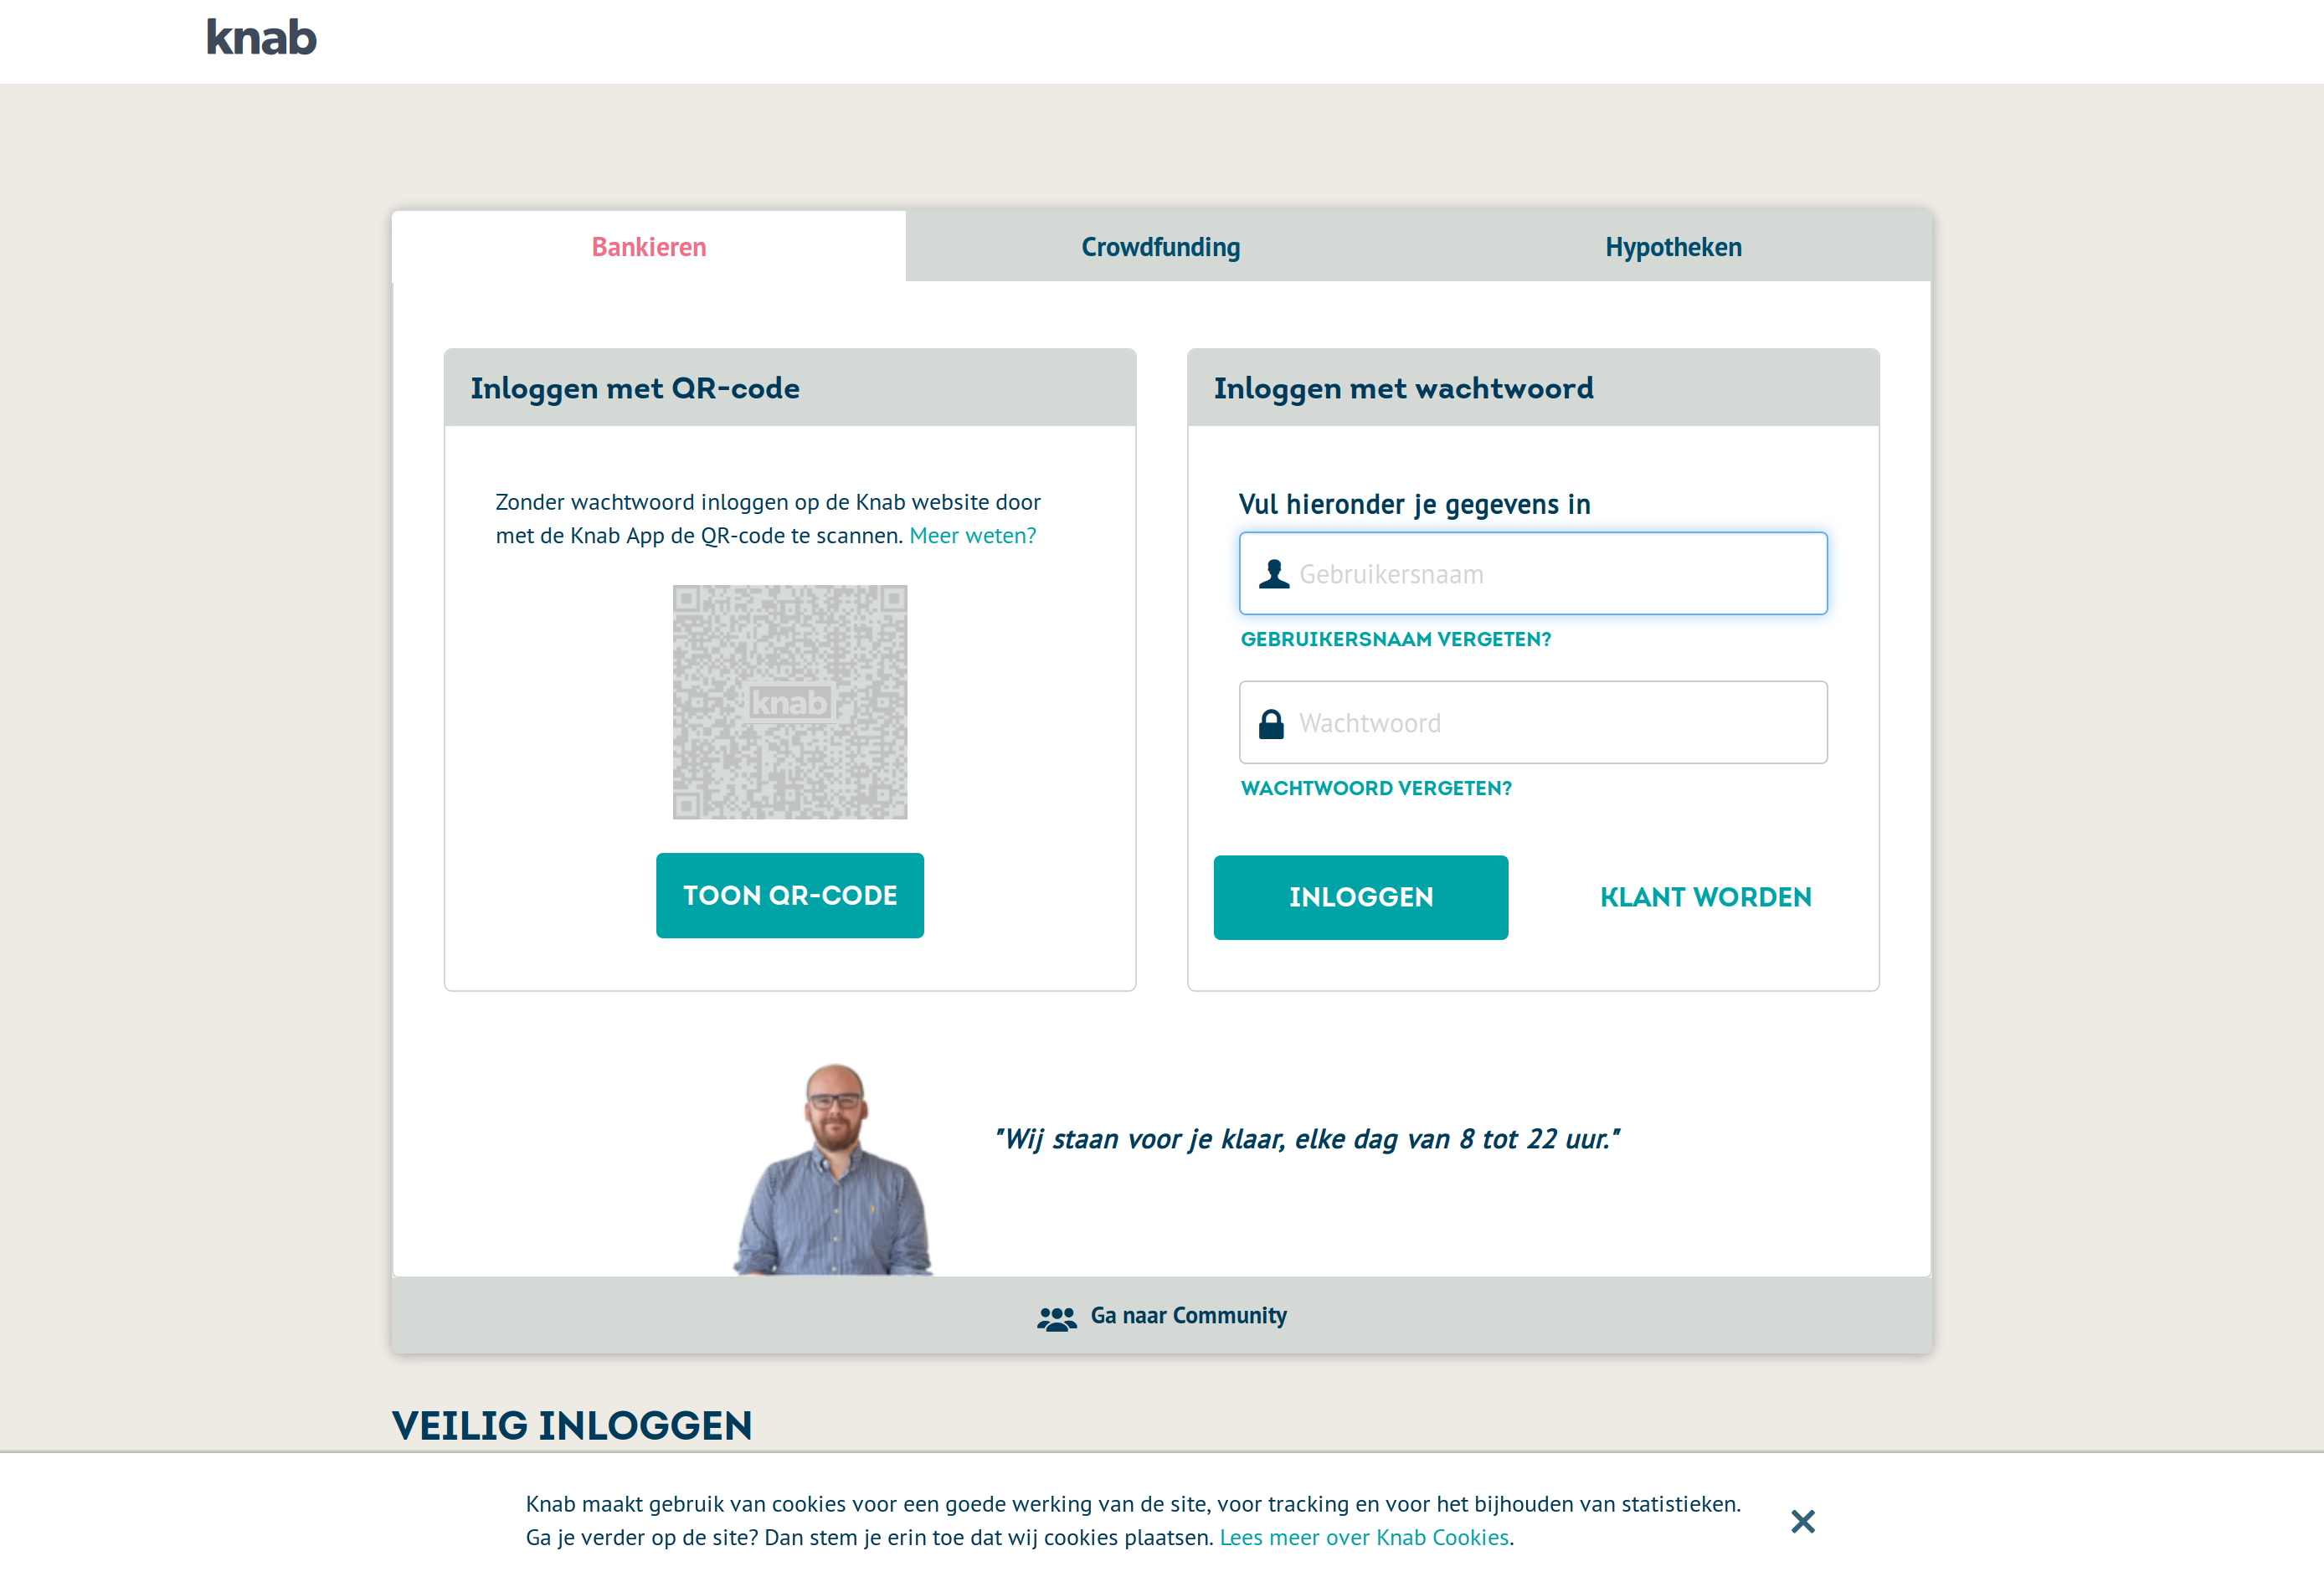 knab
Bankieren
Crowdfunding
Hypotheken
Inloggen met QR-code
Zonder wachtwoord inloggen op de Knab website door
met de Knab App de QR-code te scannen. Meer weten?
knab
TOON QR-CODE
Inloggen met wachtwoord
Vul hieronder je gegevens in
Gebruikersnaam
GEBRUIKERSNAAM VERGETEN?
Wachtwoord
WACHTWOORD VERGETEN?
INLOGGEN
KLANT WORDEN
"Wij staan voor je klaar, elke dag van 8 tot 22 uur."
Ga naar Community
VEILIG INLOGGEN
Knab maakt gebruik van cookies voor een goede werking van de site, voor tracking en voor het bijhouden van statistieken.
Ga je verder op de site? Dan stem je erin toe dat wij cookies plaatsen. Lees meer over Knab Cookies.